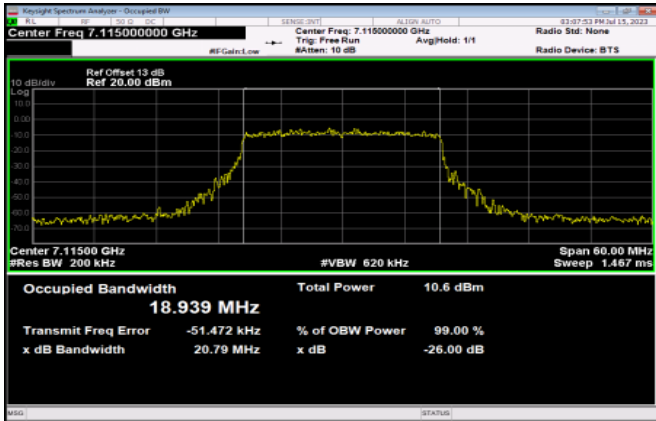 Keysight Spectrum Analyzer - Occupied BW
RL RF 50 Ω DC SENSE:INT ALIGN AUTO 03:07:53 PM Jul 15, 2023
Center Freq 7.115000000 GHz Center Freq: 7.115000000 GHz Radio Std: None
Trig: Free Run Avg|Hold: 1/1
#IFGain:Low #Atten: 10 dB Radio Device: BTS
Ref Offset 13 dB
10 dB/div Ref 20.00 dBm
Log
10.0
0.00
-10.0
-20.0
-30.0
-40.0
-50.0
-60.0
-70.0
Center 7.11500 GHz Span 60.00 MHz
#Res BW 200 kHz #VBW 620 kHz Sweep 1.467 ms
Occupied Bandwidth Total Power 10.6 dBm
18.939 MHz
Transmit Freq Error -51.472 kHz % of OBW Power 99.00 %
x dB Bandwidth 20.79 MHz x dB -26.00 dB
MSG STATUS